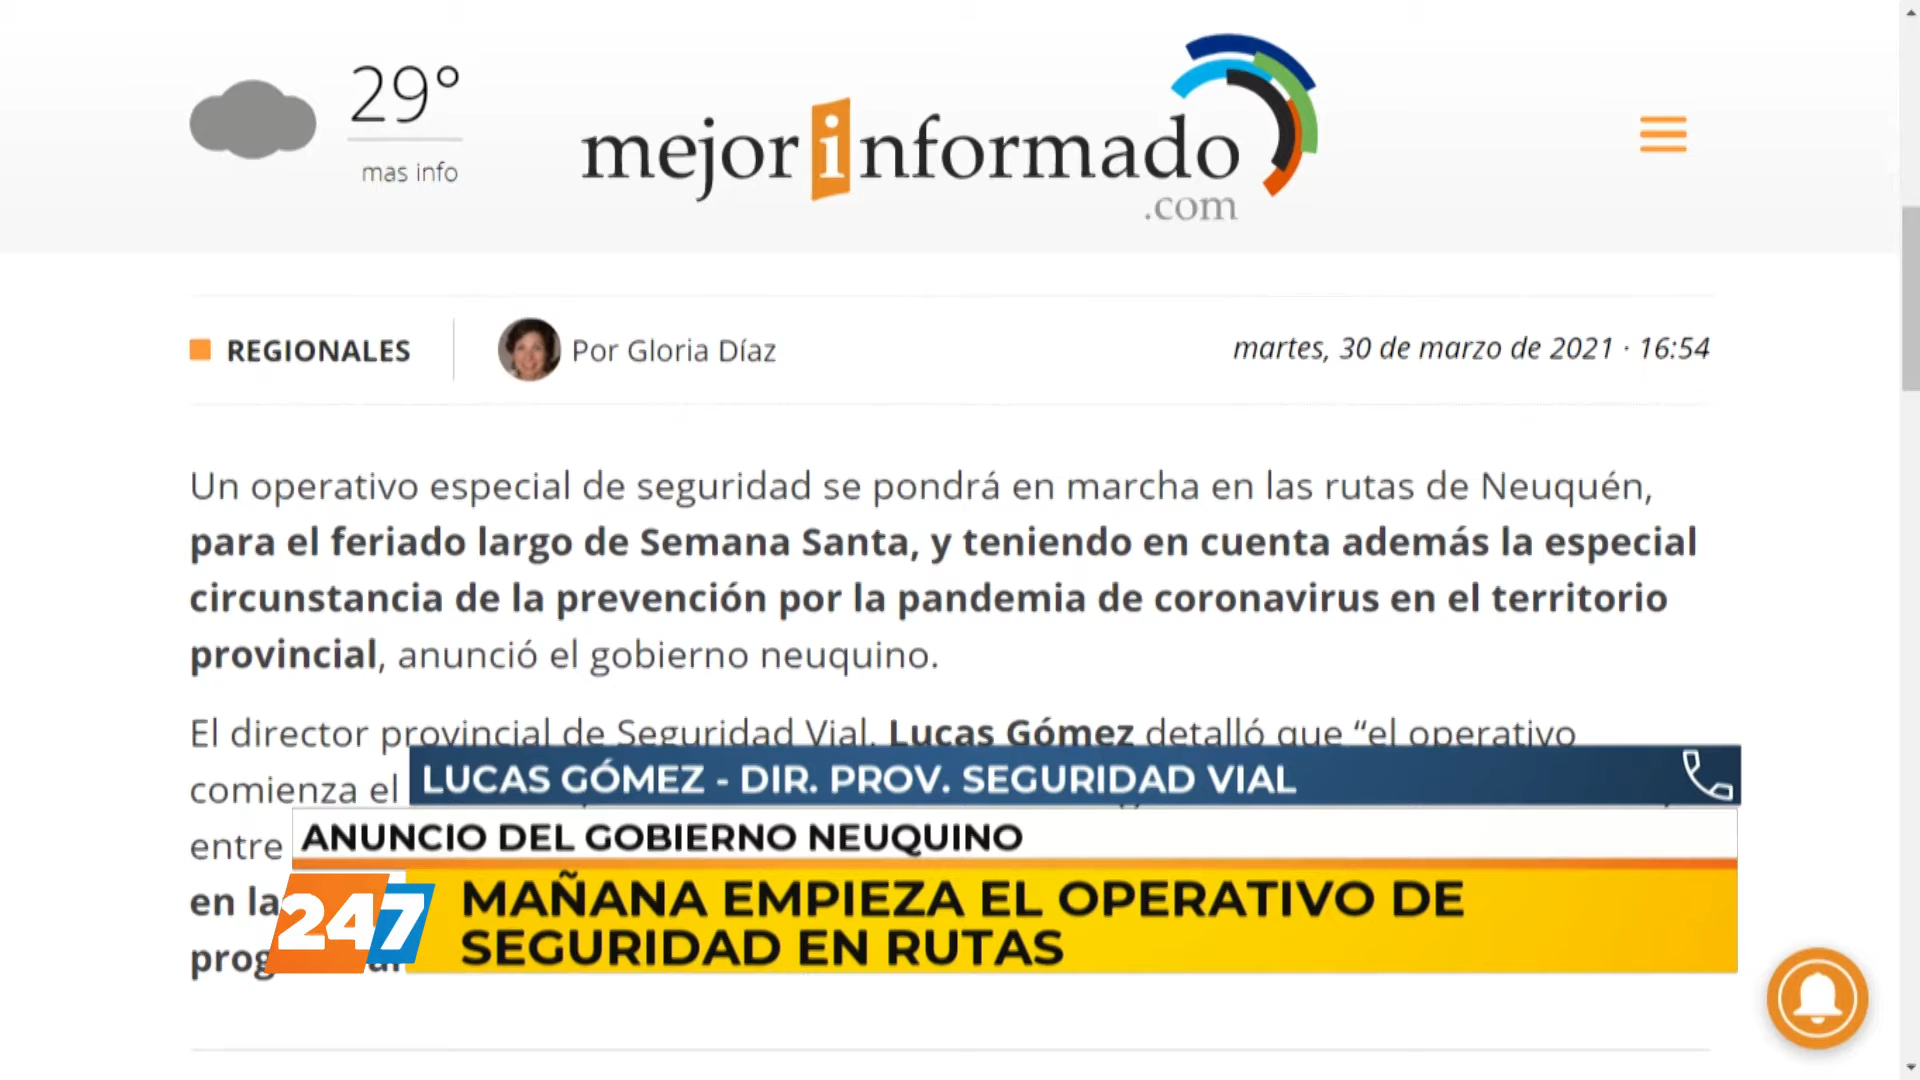 29°
mas info
mejorinformado
.com
REGIONALES
Por Gloria Díaz
martes, 30 de marzo de 2021 · 16:54
Un operativo especial de seguridad se pondrá en marcha en las rutas de Neuquén,
para el feriado largo de Semana Santa, y teniendo en cuenta además la especial
circunstancia de la prevención por la pandemia de coronavirus en el territorio
provincial, anunció el gobierno neuquino.
El director provincial de Seguridad Vial, Lucas Gómez detalló que “el operativo
comienza el
LUCAS GÓMEZ - DIR. PROV. SEGURIDAD VIAL
entre
ANUNCIO DEL GOBIERNO NEUQUINO
en la
247
MAÑANA EMPIEZA EL OPERATIVO DE
SEGURIDAD EN RUTAS